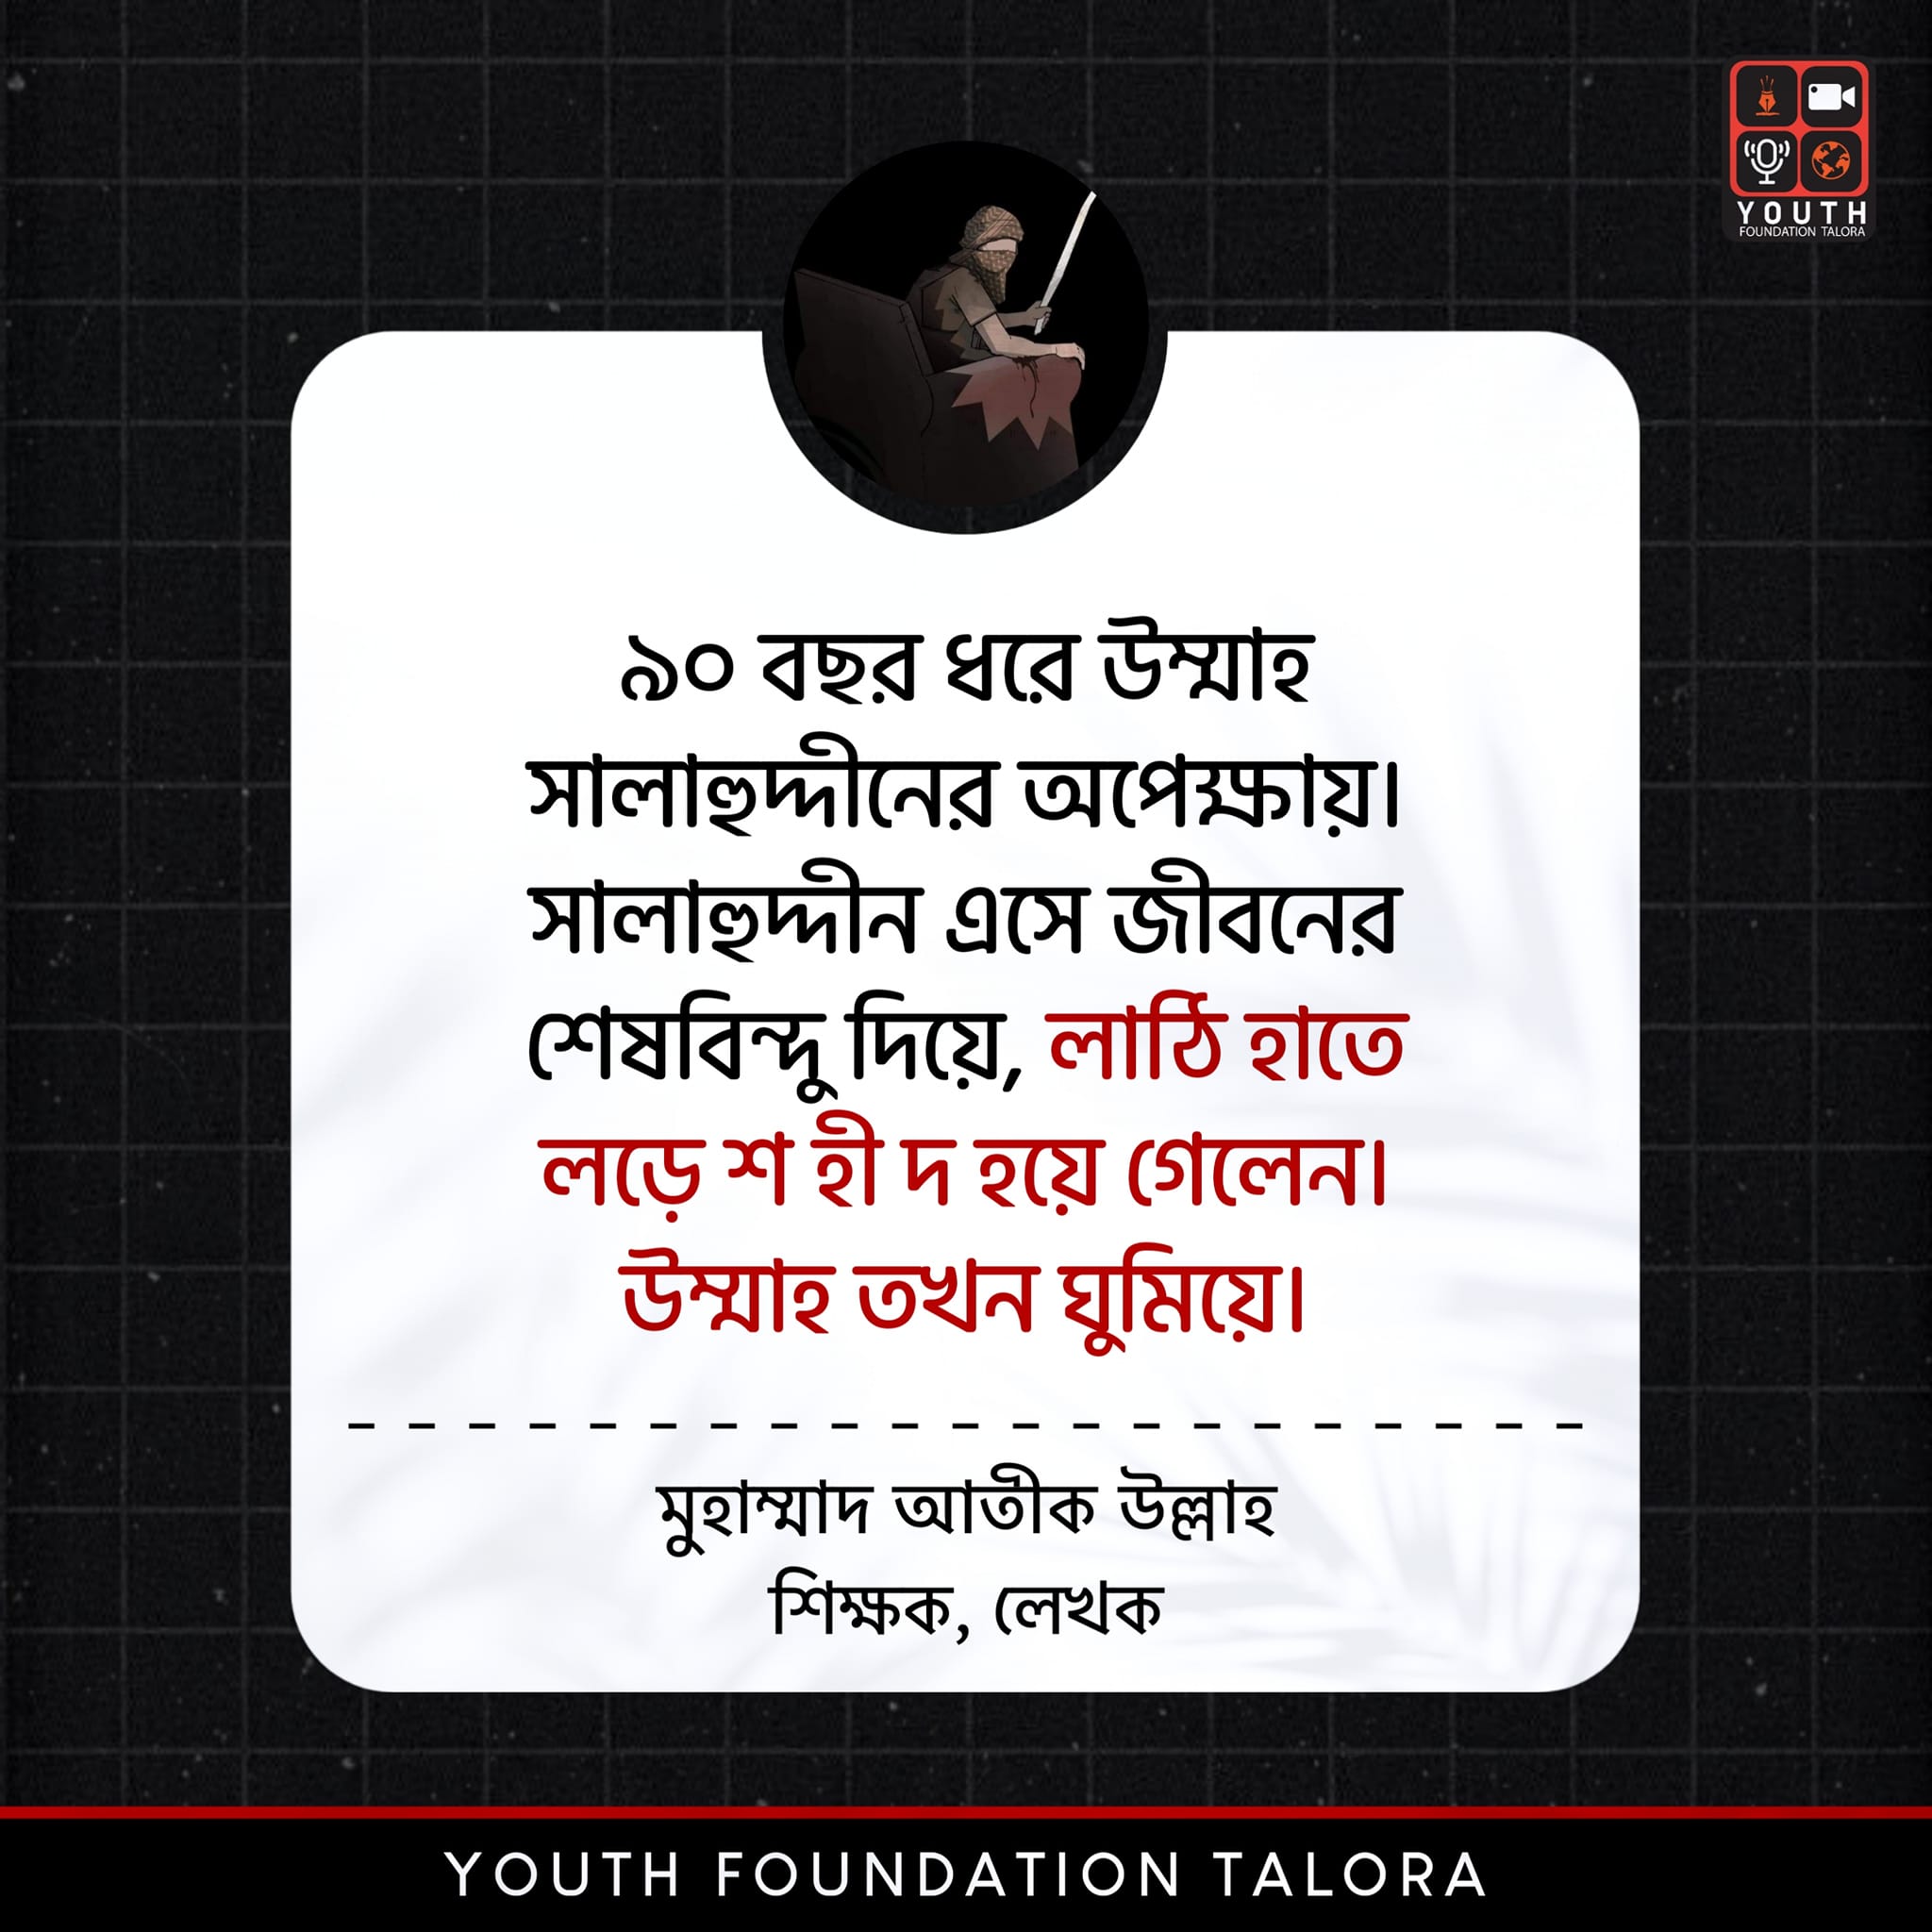 YOUTH
FOUNDATION TALORA
৯০ বছর ধরে উম্মাহ
সালাহুদ্দীনের অপেক্ষায়।
সালাহুদ্দীন এসে জীবনের
শেষবিন্দু দিয়ে, লাঠি হাতে
লড়ে শ হী দ হয়ে গেলেন।
উম্মাহ তখন ঘুমিয়ে।
মুহাম্মাদ আতীক উল্লাহ
শিক্ষক, লেখক
YOUTH FOUNDATION TALORA